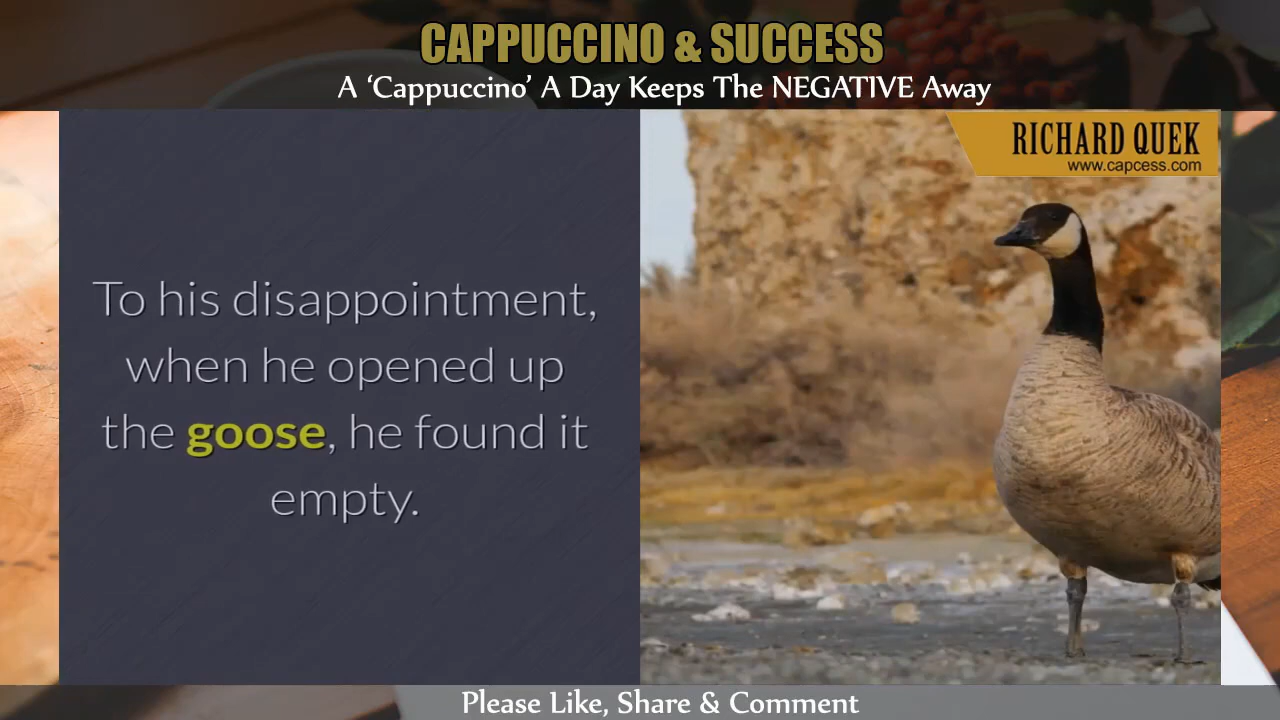 CAPPUCCINO & SUCCESS
A ‘Cappuccino’ A Day Keeps The NEGATIVE Away
RICHARD QUEK
www.capcess.com
To his disappointment,
when he opened up
the goose, he found it
empty.
Please Like, Share & Comment